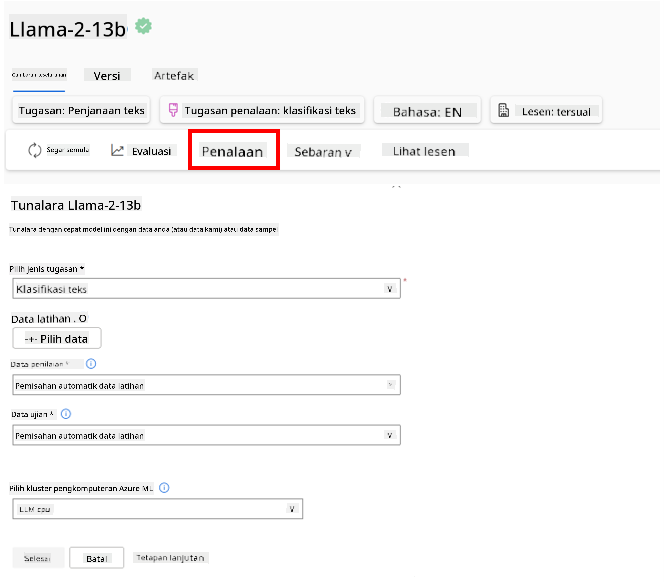 Llama-2-13b
Versi
Artefak
Tugasan: Penjanaan teks
Tugasan penalaan: klasifikasi teks
Bahasa: EN
Lesen: tersuai
Segar semula
Evaluasi
Penalaan
Sebaran v
Lihat lesen
Tunalara Llama-2-13b
Tunalara dengan cepat model ini dengan data anda (atau data kami) atau data sampel
Pilih jenis tugasan *
Klasifikasi teks
Data latihan . O
-+- Pilih data
Data penilaian *
Pemisahan automatik data latihan
Data ujian *
Pemisahan automatik data latihan
Pilih kluster pengkomputeran Azure ML
LLM cpu
Selesai
Batal
Tetapan lanjutan